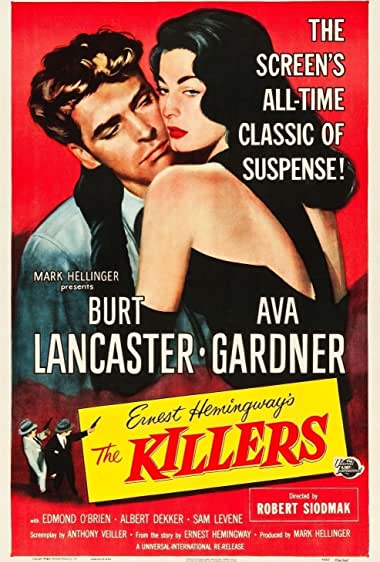 THE
SCREEN'S
ALL-TIME
CLASSIC OF
SUSPENSE!
MARK HELLINGER
presents
BURT AVA
LANCASTER · GARDNER
Ernest Hemingway's
The KILLERS
Directed by
ROBERT SIODMAK
with EDMOND O'BRIEN · ALBERT DEKKER · SAM LEVENE
Screenplay by ANTHONY VEILLER · From the story by ERNEST HEMINGWAY · Produced by MARK HELLINGER
A UNIVERSAL-INTERNATIONAL RE-RELEASE